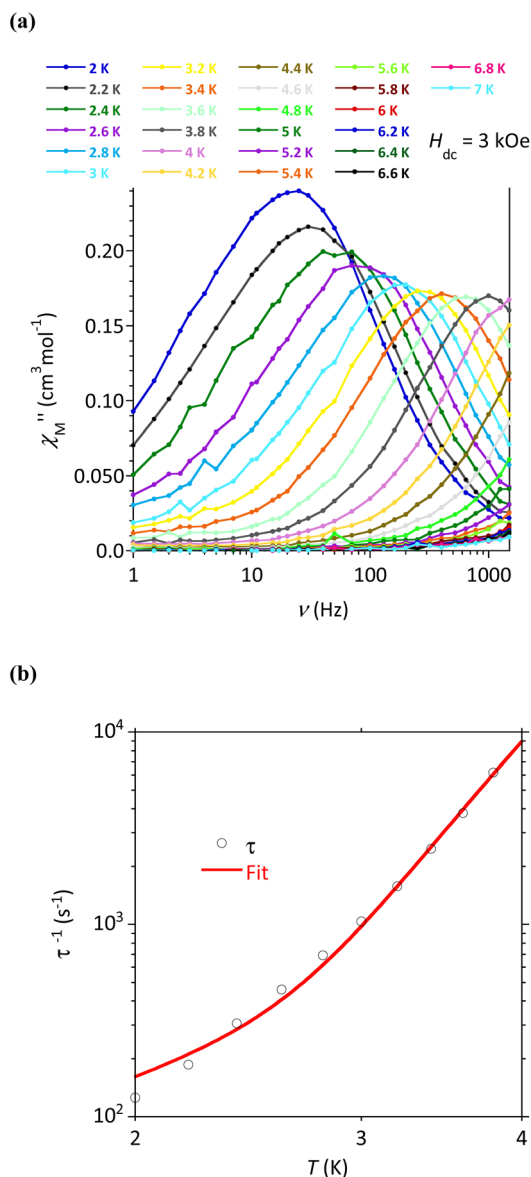 (a)
2 K 3.2 K 4.4 K 5.6 K 6.8 K
2.2 K 3.4 K 4.6 K 5.8 K 7 K
2.4 K 3.6 K 4.8 K 6 K
2.6 K 3.8 K 5 K 6.2 K
2.8 K 4 K 5.2 K 6.4 K
3 K 4.2 K 5.4 K 6.6 K
H_dc = 3 kOe
χ_M'' (cm³ mol⁻¹)
0.20
0.15
0.10
0.050
0.0
1 10 100 1000
ν (Hz)
(b)
10⁴
10³
10²
τ⁻¹ (s⁻¹)
τ
Fit
2 3 4
T (K)